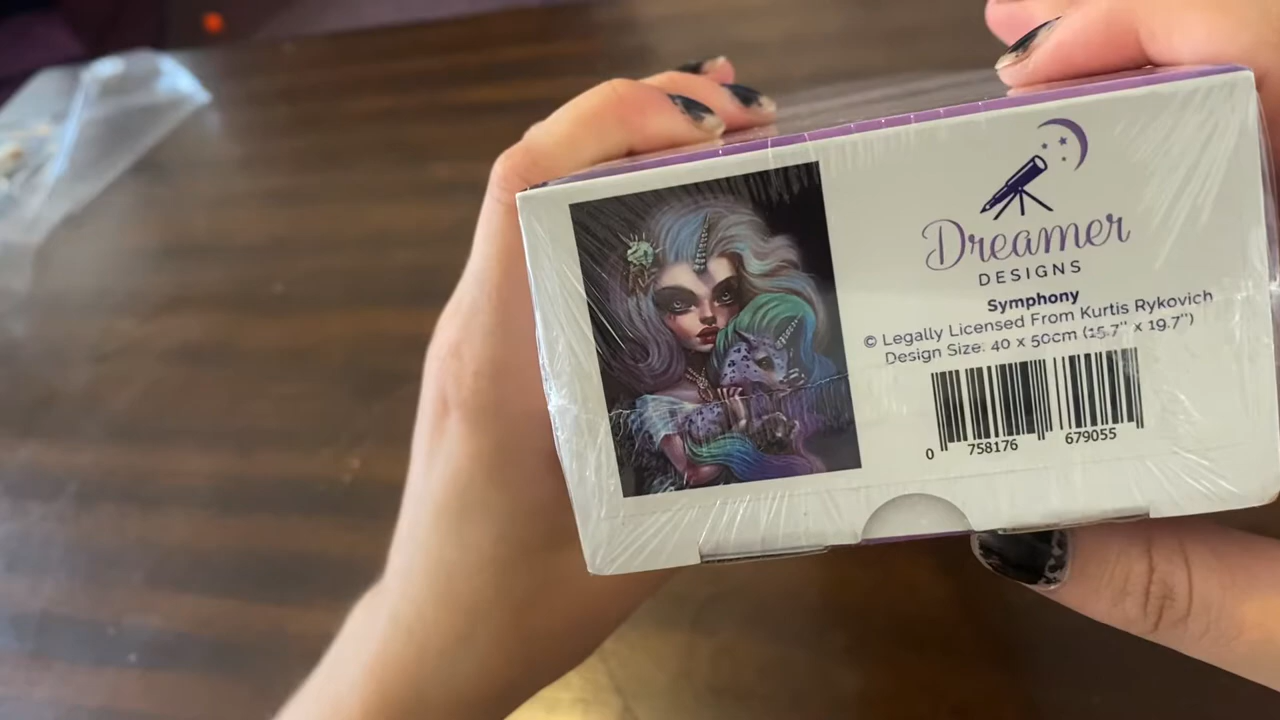 Dreamer
DESIGNS
Symphony
© Legally Licensed From Kurtis Rykovich
Design Size: 40 x 50cm (15.7" x 19.7")
0 758176 679055